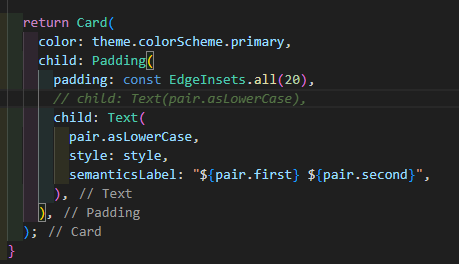 return Card(
color: theme.colorScheme.primary,
child: Padding(
padding: const EdgeInsets.all(20),
// child: Text(pair.asLowerCase),
child: Text(
pair.asLowerCase,
style: style,
semanticsLabel: "${pair.first} ${pair.second}",
), // Text
), // Padding
); // Card
}